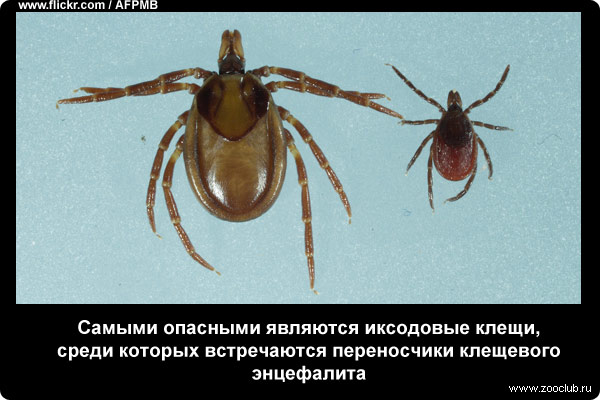 www.flickr.com / AFPMB
Самыми опасными являются иксодовые клещи,
среди которых встречаются переносчики клещевого
энцефалита
www.zooclub.ru